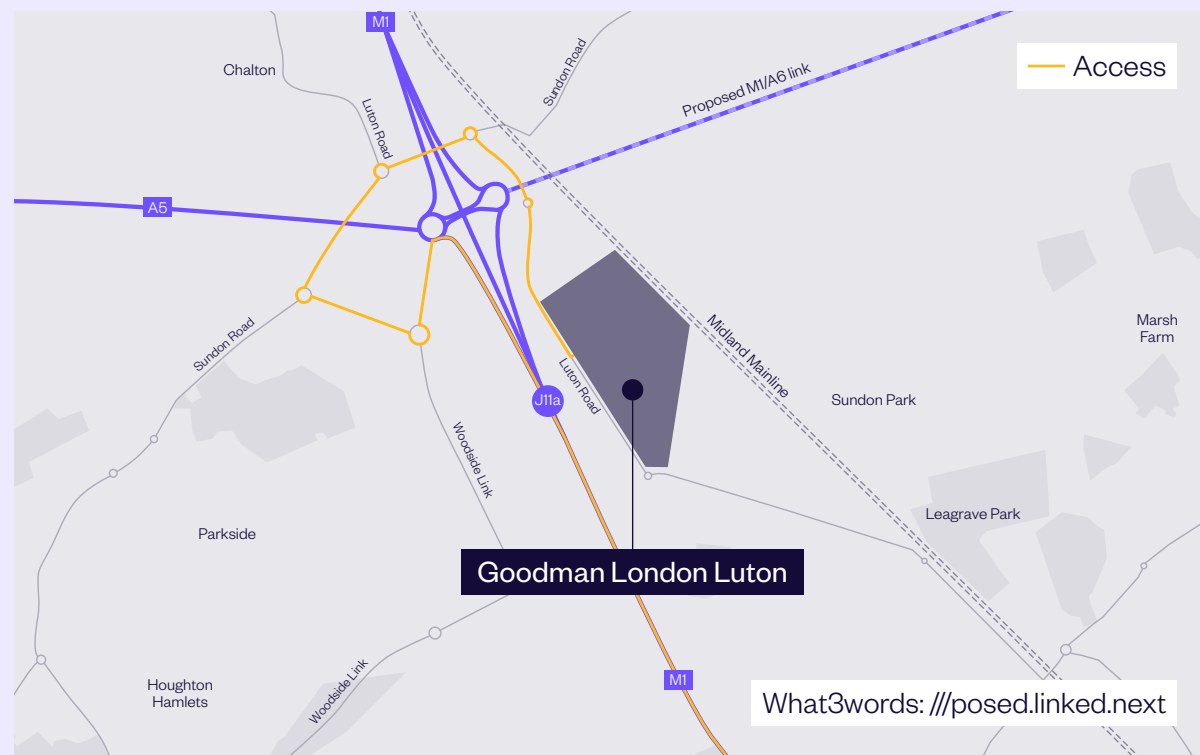 M1
Access
Chalton
Sundon Road
Proposed M1/A6 link
Luton Road
A5
Marsh
Farm
Sundon Road
Midland Mainline
Luton Road
J11a
Sundon Park
Woodside Link
Leagrave Park
Parkside
Goodman London Luton
M1
Houghton
Hamlets
Woodside Link
What3words: ///posed.linked.next